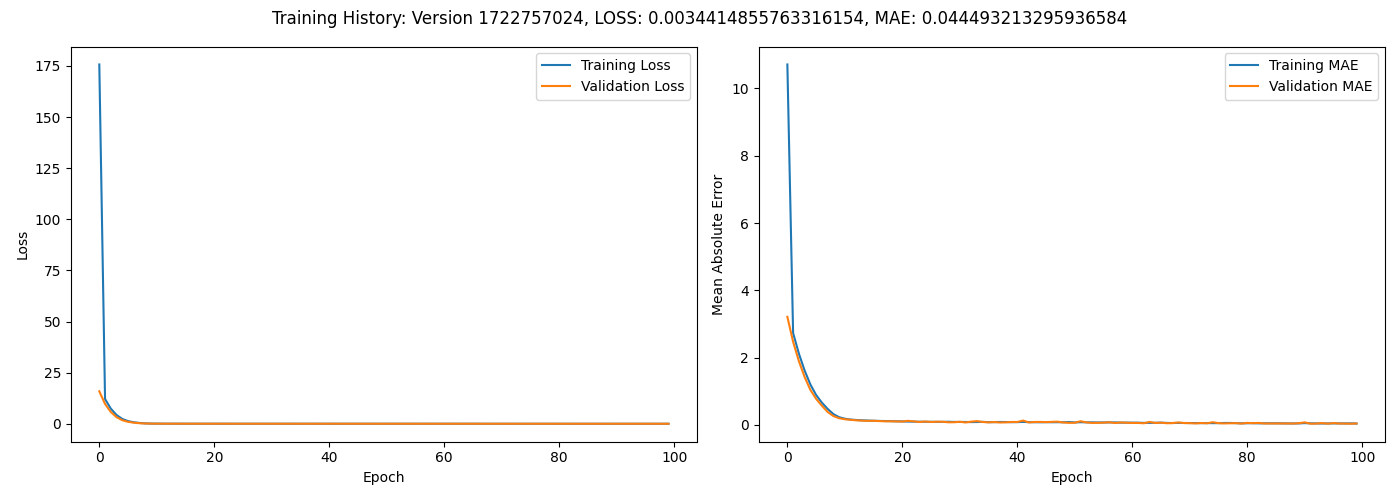 Training History: Version 1722757024, LOSS: 0.0034414855763316154, MAE: 0.044493213295936584
Loss
175
150
125
100
75
50
25
0
0 20 40 60 80 100
Epoch
Training Loss
Validation Loss
Mean Absolute Error
10
8
6
4
2
0
0 20 40 60 80 100
Epoch
Training MAE
Validation MAE